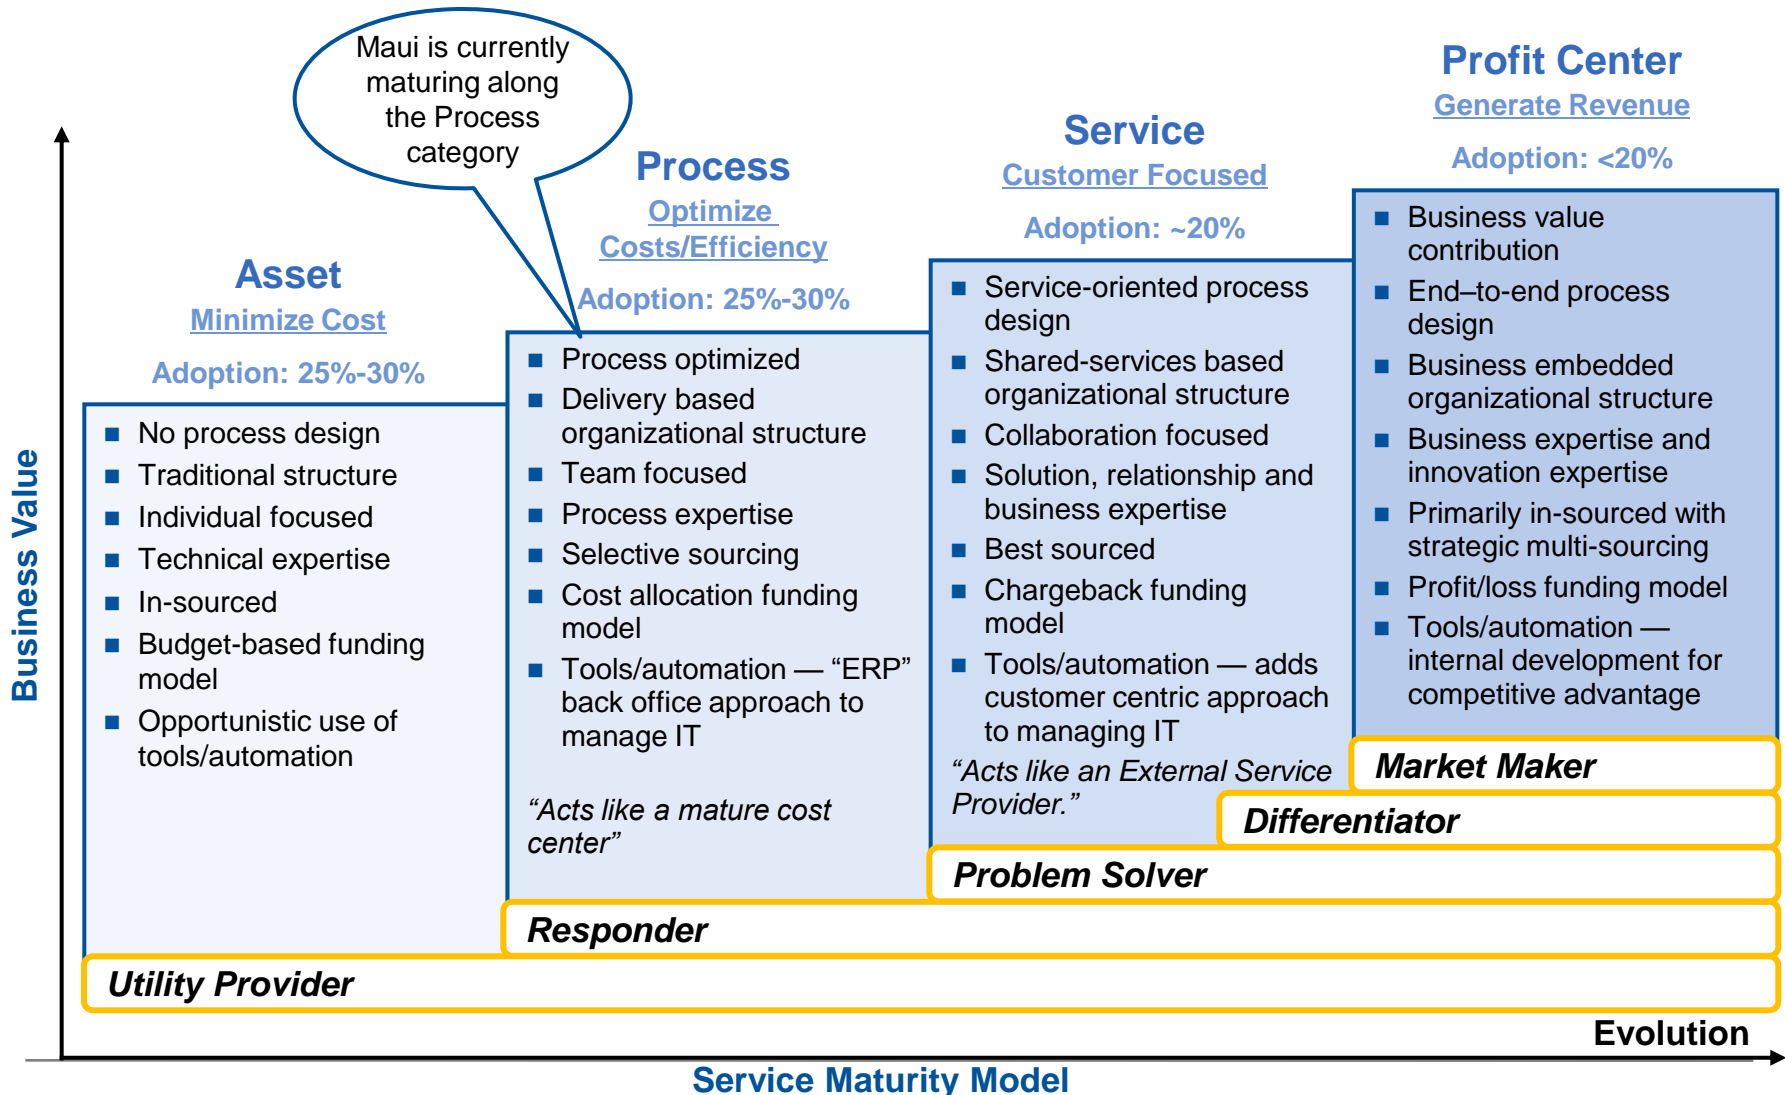 Maui is currently
maturing along
the Process
category
Asset
Minimize Cost
Adoption: 25%-30%
■ No process design
■ Traditional structure
■ Individual focused
■ Technical expertise
■ In-sourced
■ Budget-based funding
model
■ Opportunistic use of
tools/automation
Process
Optimize
Costs/Efficiency
Adoption: 25%-30%
■ Process optimized
■ Delivery based
organizational structure
■ Team focused
■ Process expertise
■ Selective sourcing
■ Cost allocation funding
model
■ Tools/automation — “ERP”
back office approach to
manage IT
“Acts like a mature cost
center”
Service
Customer Focused
Adoption: ~20%
■ Service-oriented process
design
■ Shared-services based
organizational structure
■ Collaboration focused
■ Solution, relationship and
business expertise
■ Best sourced
■ Chargeback funding
model
■ Tools/automation — adds
customer centric approach
to managing IT
“Acts like an External Service
Provider.”
Profit Center
Generate Revenue
Adoption: <20%
■ Business value
contribution
■ End–to-end process
design
■ Business embedded
organizational structure
■ Business expertise and
innovation expertise
■ Primarily in-sourced with
strategic multi-sourcing
■ Profit/loss funding model
■ Tools/automation —
internal development for
competitive advantage
Market Maker
Differentiator
Problem Solver
Responder
Utility Provider
Business Value
Evolution
Service Maturity Model